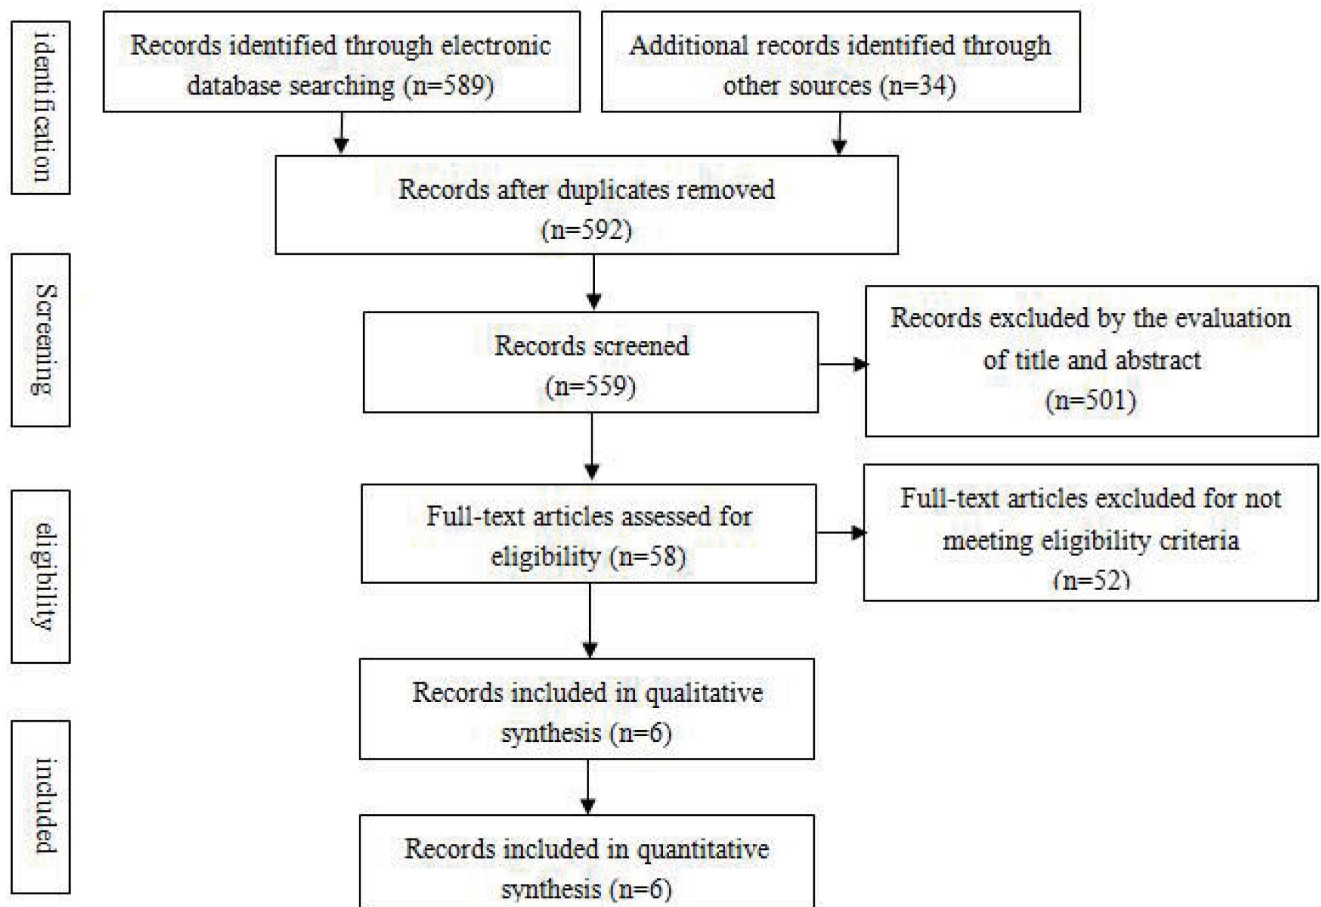 identification
Records identified through electronic
database searching (n=589)
Additional records identified through
other sources (n=34)
Records after duplicates removed
(n=592)
Screening
Records screened
(n=559)
Records excluded by the evaluation
of title and abstract
(n=501)
eligibility
Full-text articles assessed for
eligibility (n=58)
Full-text articles excluded for not
meeting eligibility criteria
(n=52)
included
Records included in qualitative
synthesis (n=6)
Records included in quantitative
synthesis (n=6)